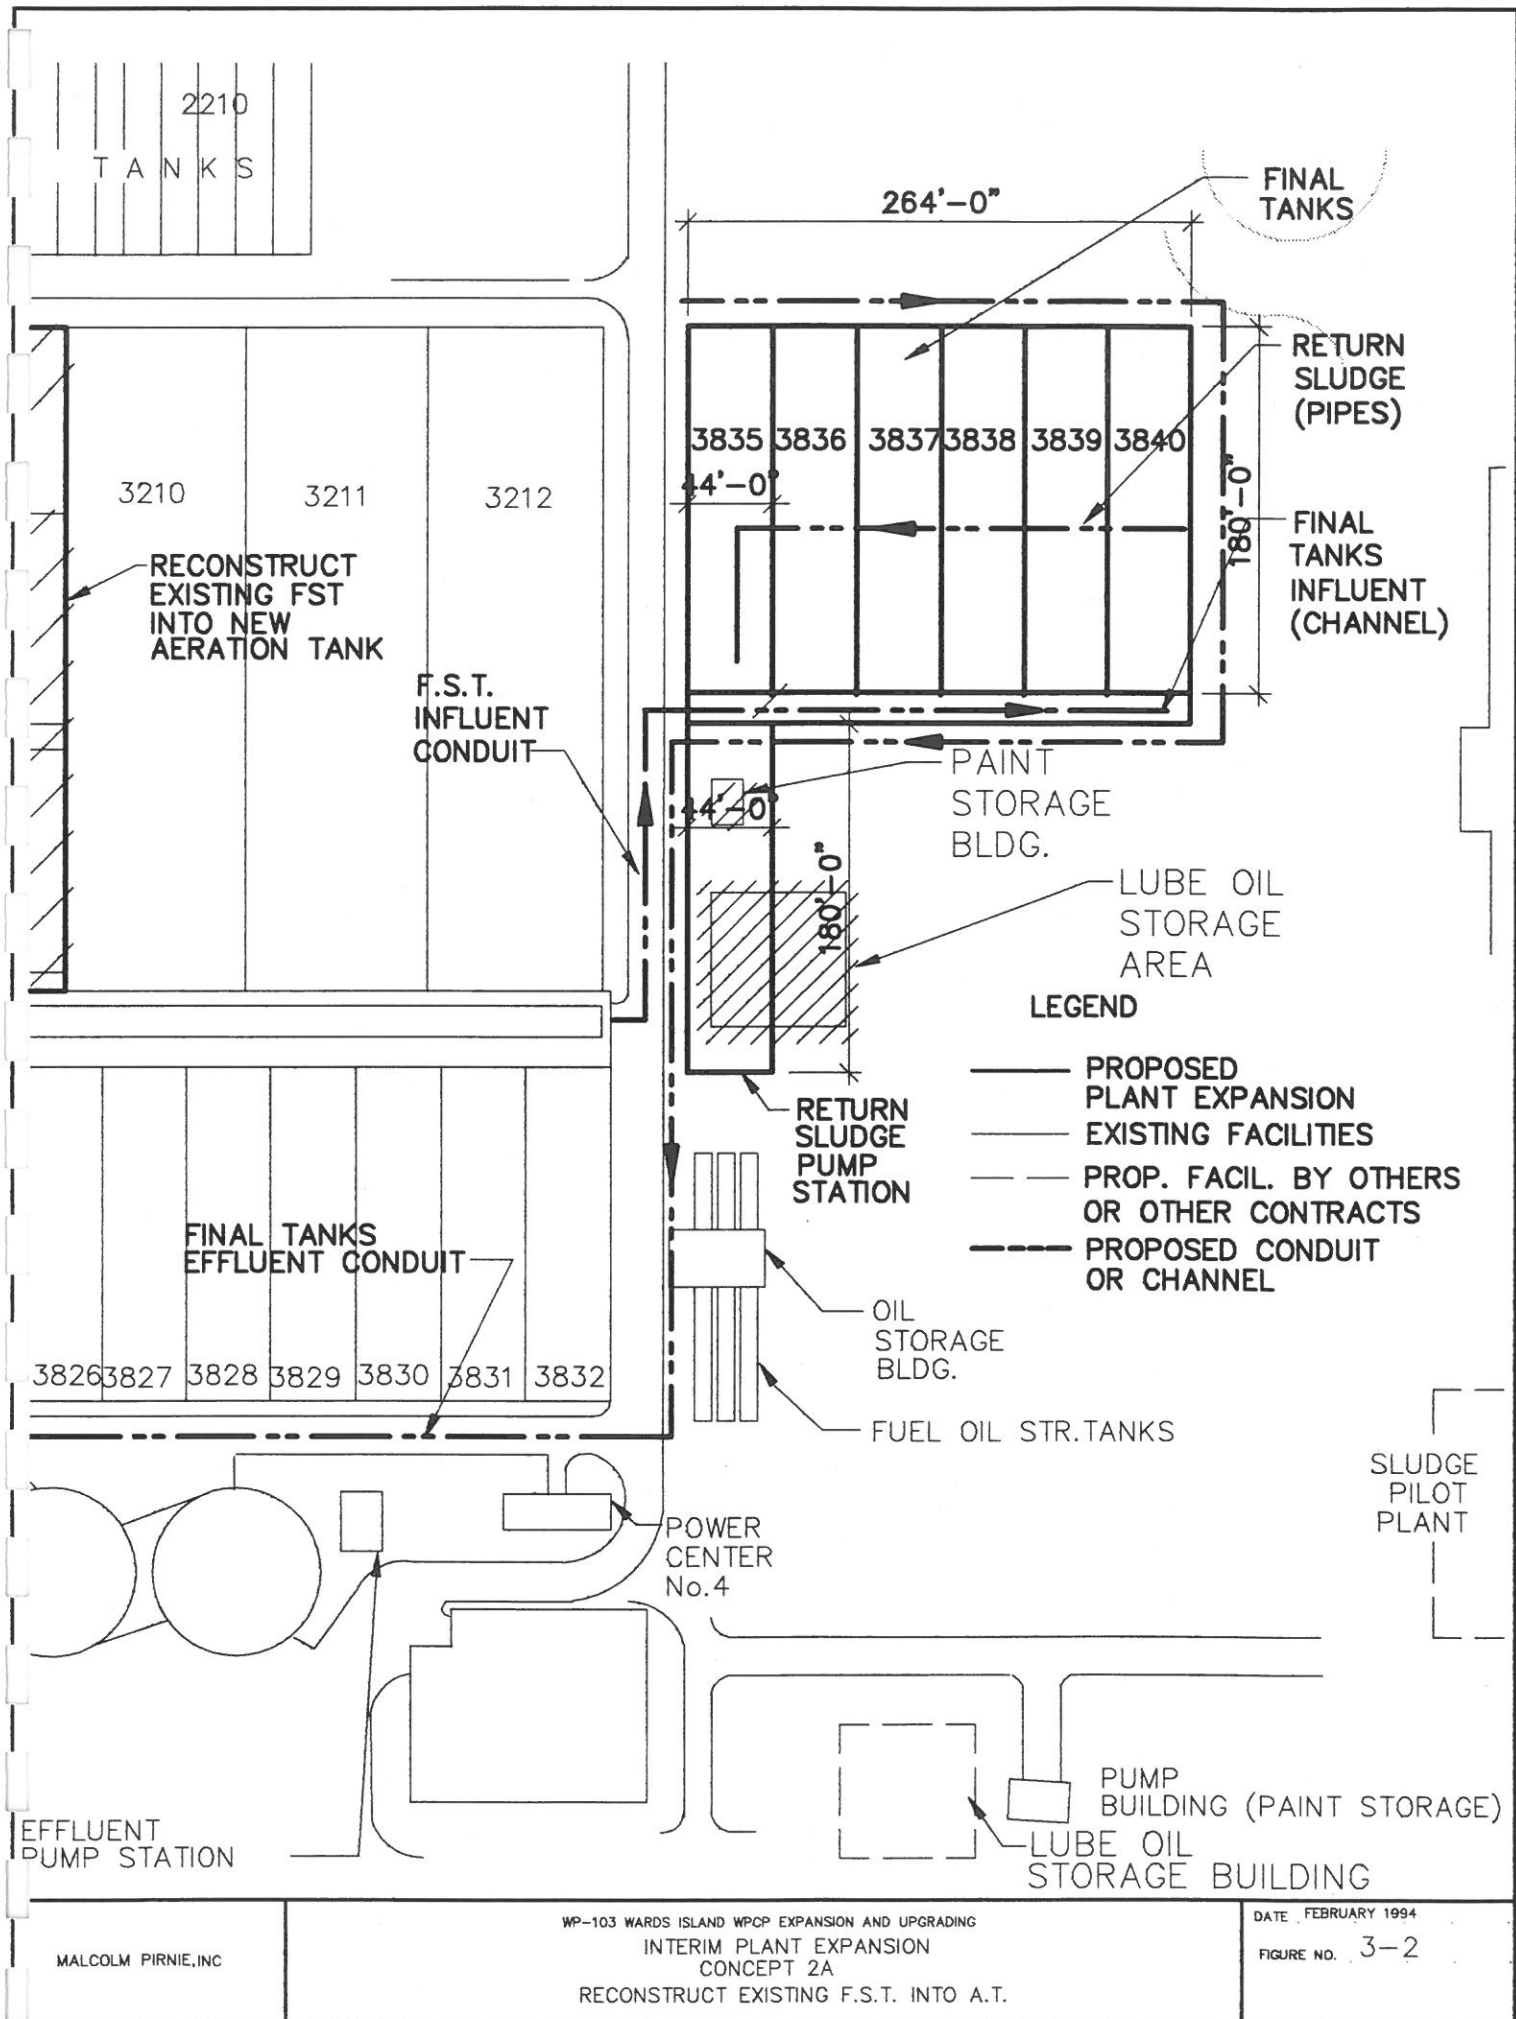 2210
TANKS
264'-0"
FINAL
TANKS
RETURN
SLUDGE
(PIPES)
3835 3836 3837 3838 3839 3840
44'-0"
180'-0"
3210 3211 3212
FINAL
TANKS
INFLUENT
(CHANNEL)
RECONSTRUCT
EXISTING FST
INTO NEW
AERATION TANK
F.S.T.
INFLUENT
CONDUIT
PAINT
STORAGE
BLDG.
44'-0"
180'-0"
LUBE OIL
STORAGE
AREA
LEGEND
PROPOSED
PLANT EXPANSION
EXISTING FACILITIES
PROP. FACIL. BY OTHERS
OR OTHER CONTRACTS
PROPOSED CONDUIT
OR CHANNEL
RETURN
SLUDGE
PUMP
STATION
FINAL TANKS
EFFLUENT CONDUIT
OIL
STORAGE
BLDG.
3826 3827 3828 3829 3830 3831 3832
FUEL OIL STR.TANKS
SLUDGE
PILOT
PLANT
POWER
CENTER
No.4
PUMP
BUILDING (PAINT STORAGE)
EFFLUENT
PUMP STATION
LUBE OIL
STORAGE BUILDING
MALCOLM PIRNIE,INC
WP-103 WARDS ISLAND WPCP EXPANSION AND UPGRADING
INTERIM PLANT EXPANSION
CONCEPT 2A
RECONSTRUCT EXISTING F.S.T. INTO A.T.
DATE FEBRUARY 1994
FIGURE NO. 3-2